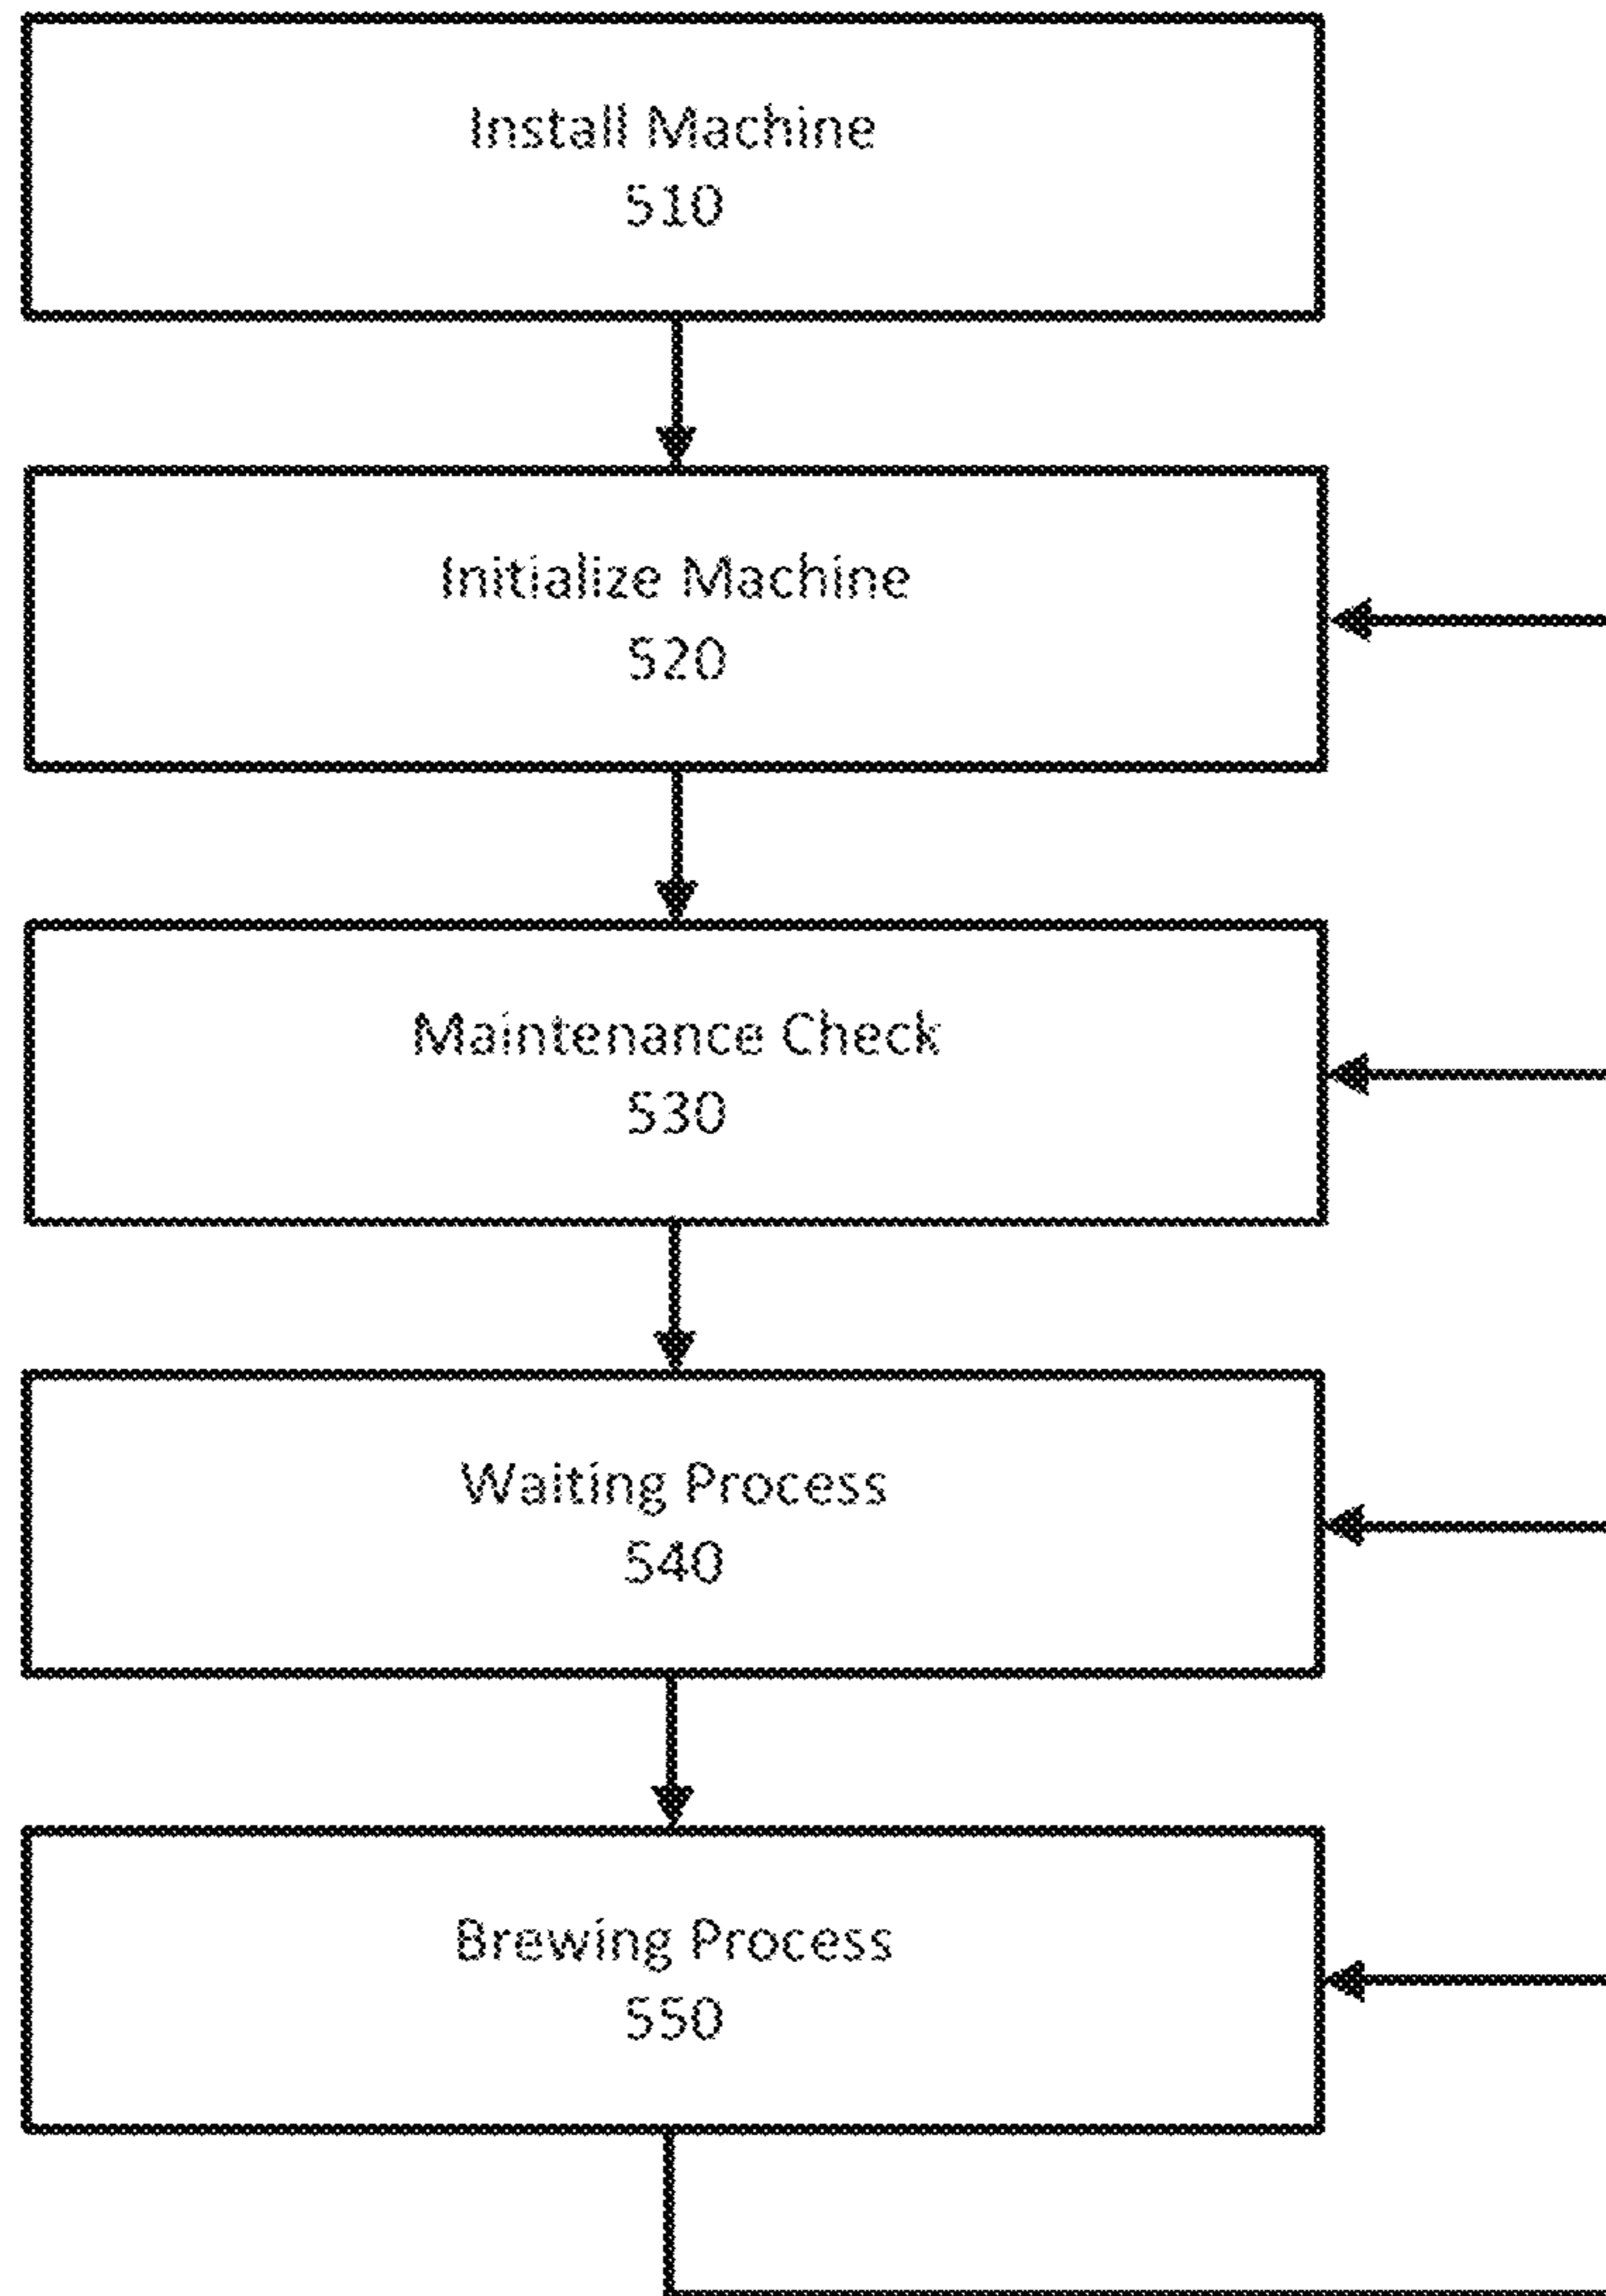 Install Machine
510
Initialize Machine
520
Maintenance Check
530
Waiting Process
540
Brewing Process
550